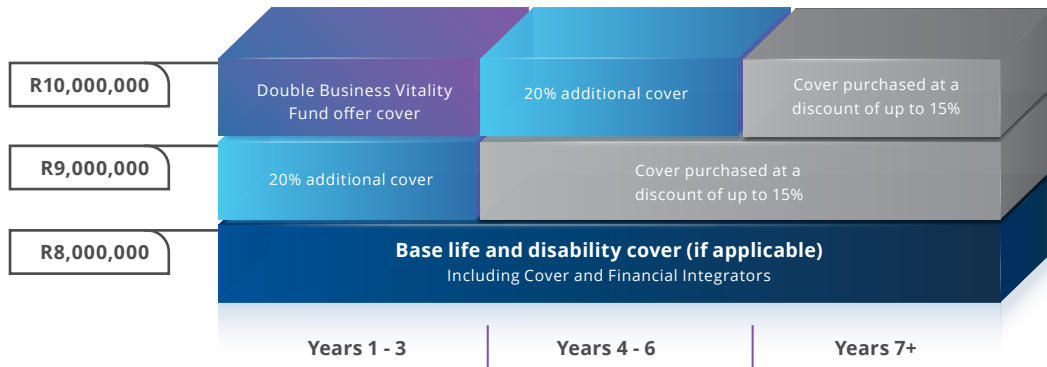 R10,000,000
Double Business Vitality
Fund offer cover
20% additional cover
Cover purchased at a
discount of up to 15%
R9,000,000
20% additional cover
Cover purchased at a
discount of up to 15%
R8,000,000
Base life and disability cover (if applicable)
Including Cover and Financial Integrators
Years 1 - 3
Years 4 - 6
Years 7+